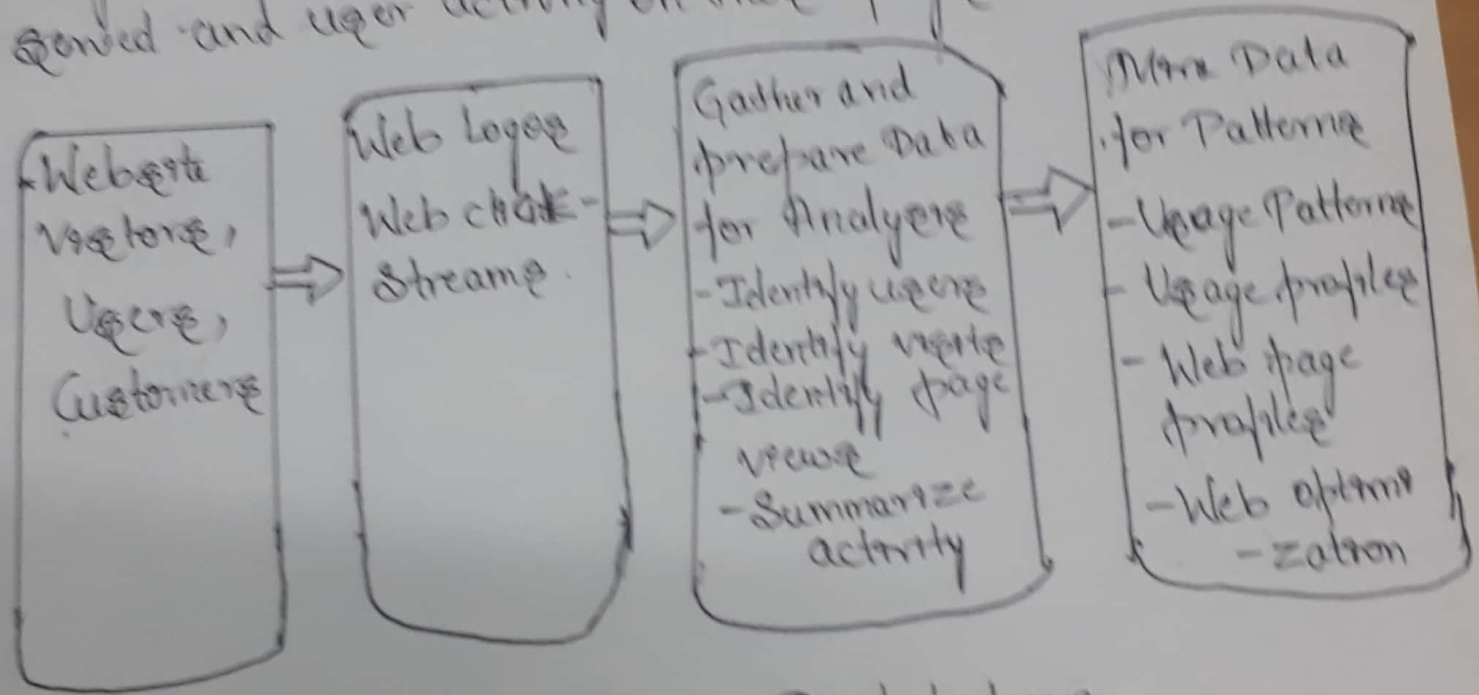 and user activity on
Website
Visitors,
Users,
Customers
Web Logs
Web click-
Streams.
Gather and
prepare Data
for Analysis
- Identify users
- Identify visits
- Identify page
views
- Summarize
activity
Mine Data
for Patterns
- Usage Patterns
- Usage profiles
- Web page
profiles
- Web optimi
-zation